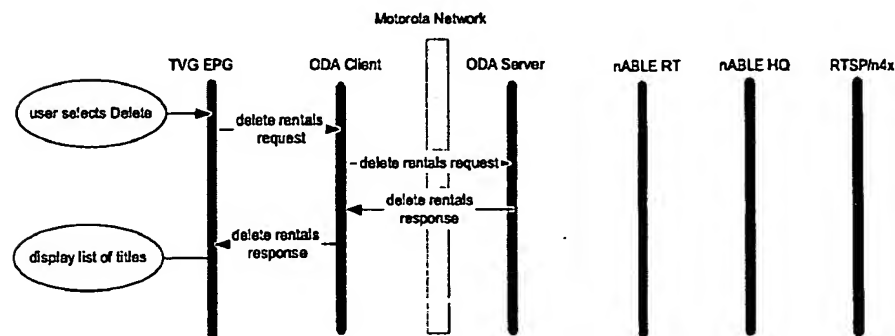 Motorola Network
TVG EPG
ODA Client
ODA Server
nABLE RT
nABLE HQ
RTSP/n4x
user selects Delete
delete rentals
request
delete rentals request
delete rentals
response
delete rentals
response
display list of titles